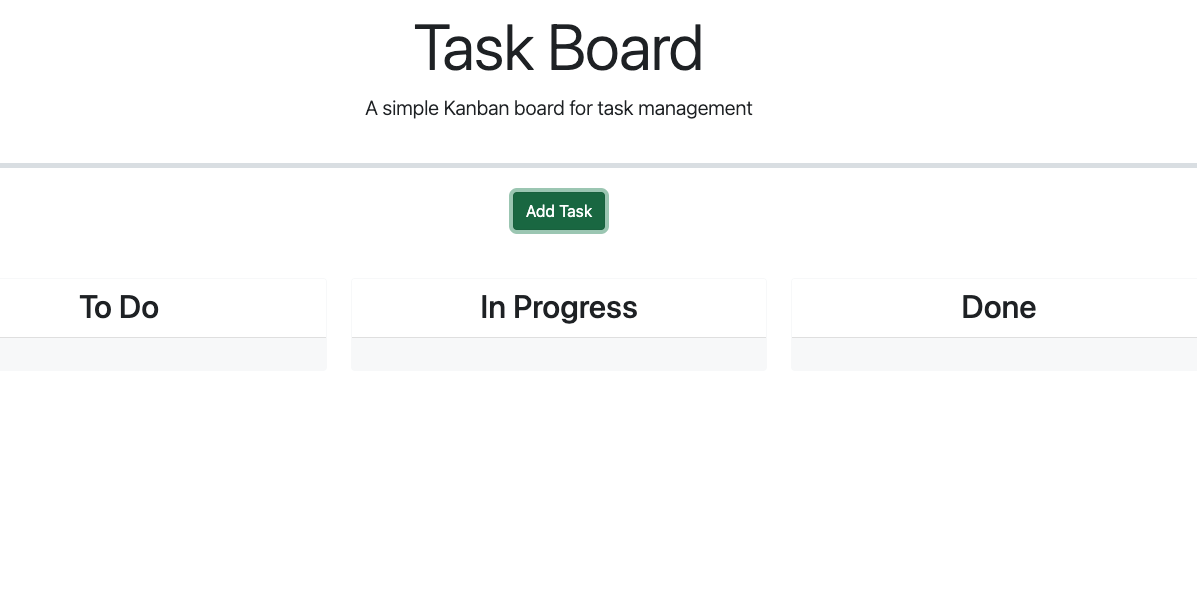 Task Board
A simple Kanban board for task management
Add Task
To Do
In Progress
Done